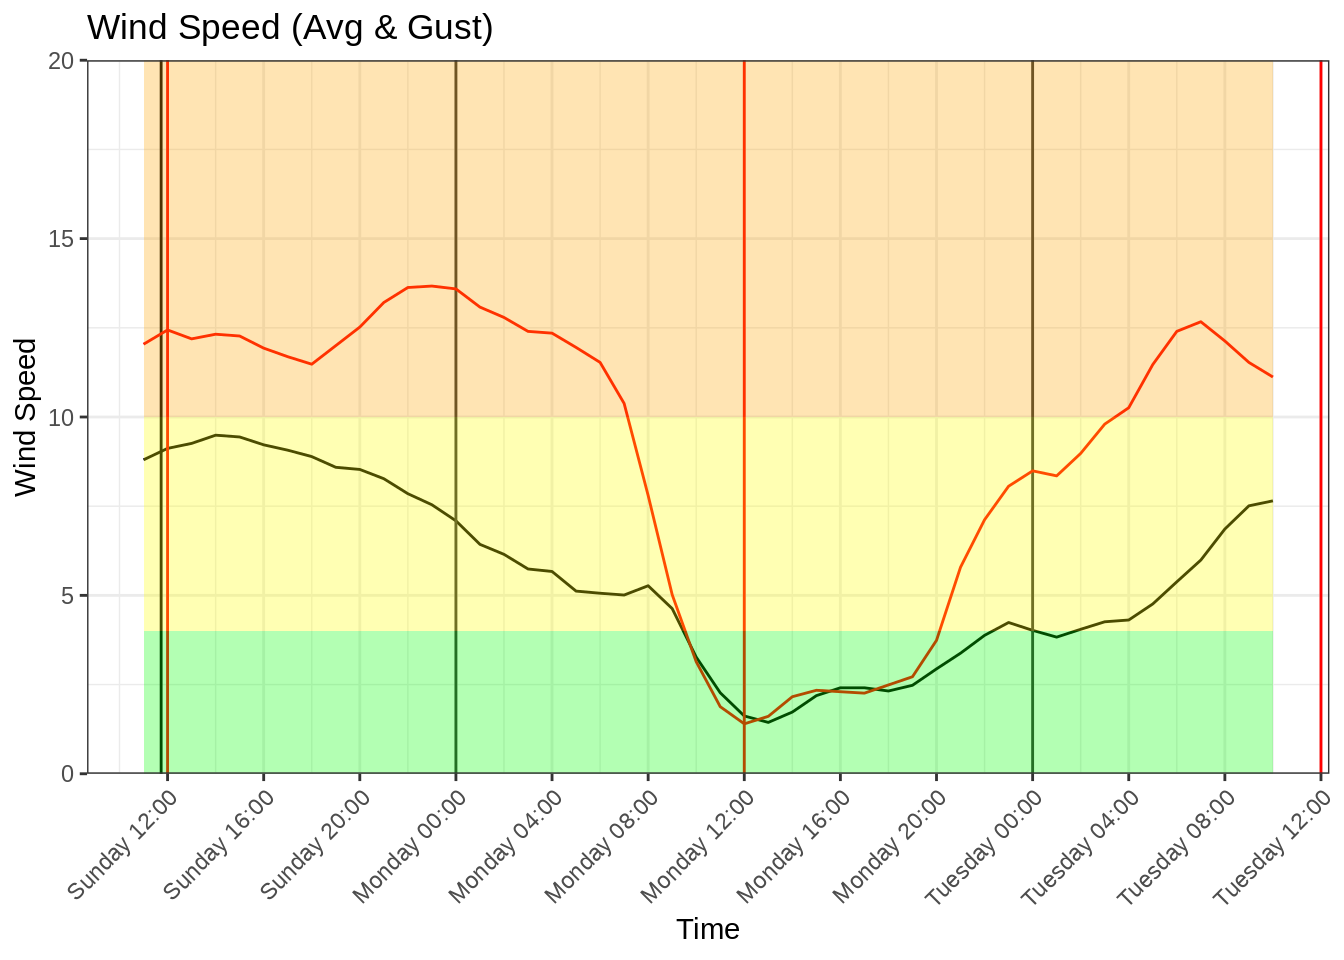 Wind Speed (Avg & Gust)
20
15
10
5
0
Wind Speed
Sunday 12:00
Sunday 16:00
Sunday 20:00
Monday 00:00
Monday 04:00
Monday 08:00
Monday 12:00
Monday 16:00
Monday 20:00
Tuesday 00:00
Tuesday 04:00
Tuesday 08:00
Tuesday 12:00
Time